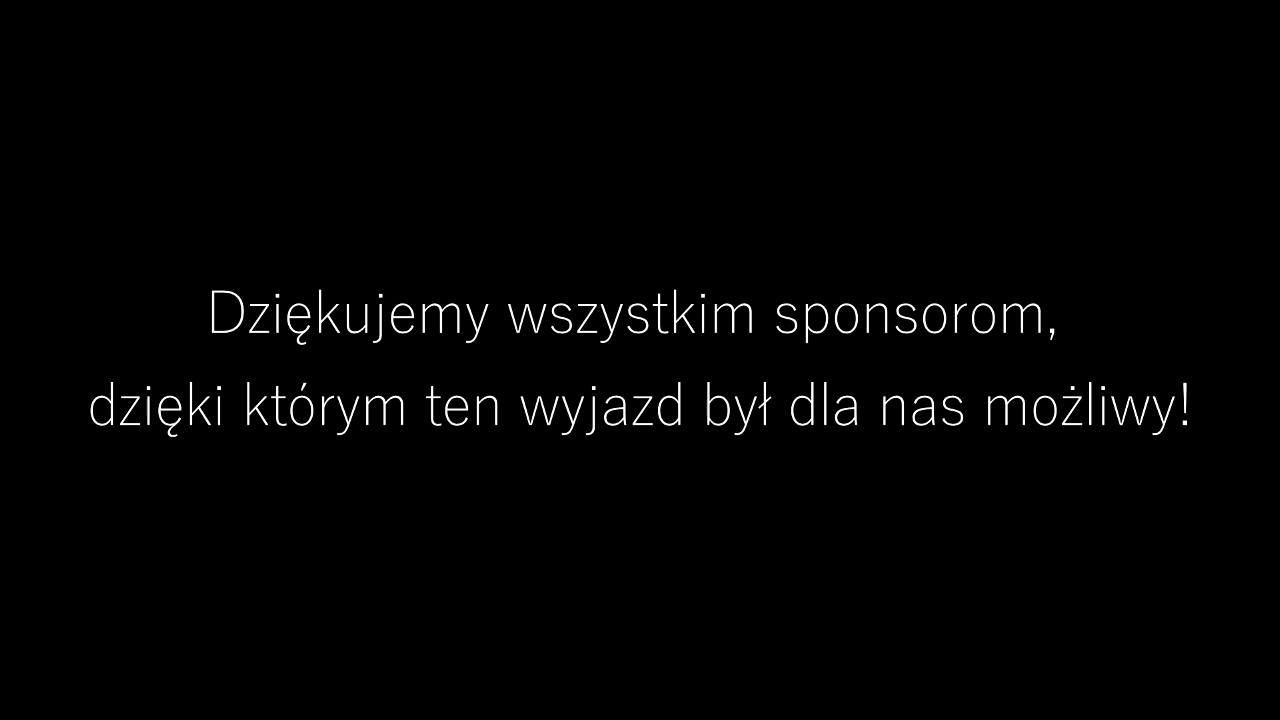 Dziękujemy wszystkim sponsorom,
dzięki którym ten wyjazd był dla nas możliwy!